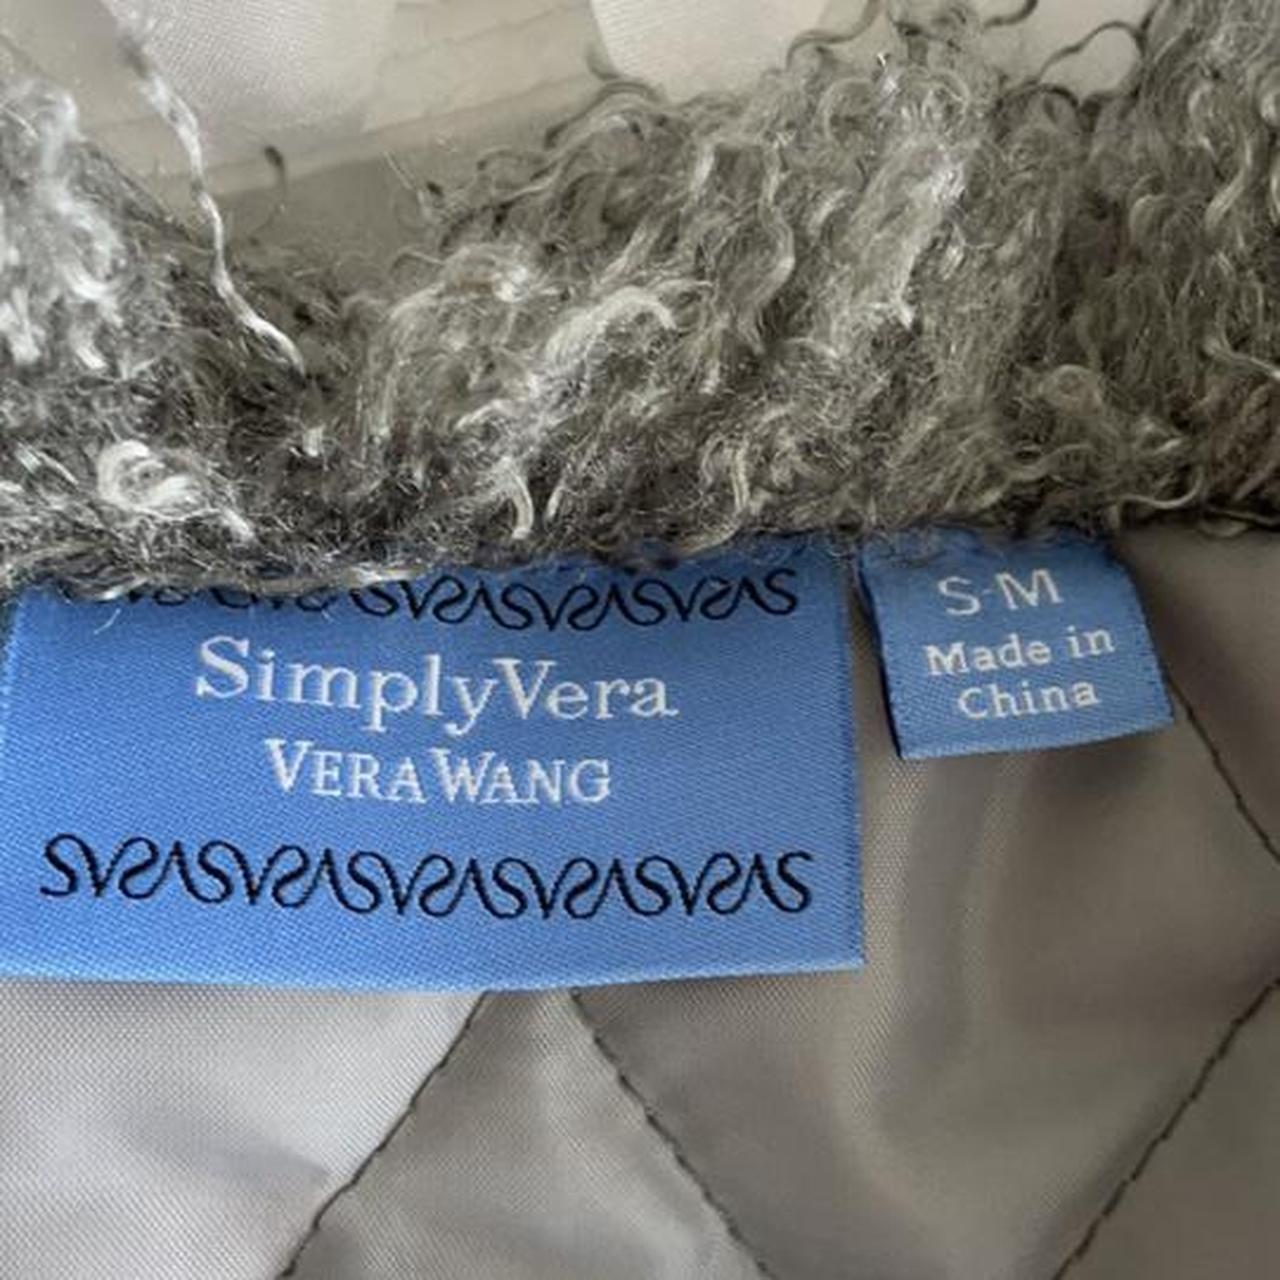 SimplyVera
VERA WANG
S-M
Made in
China